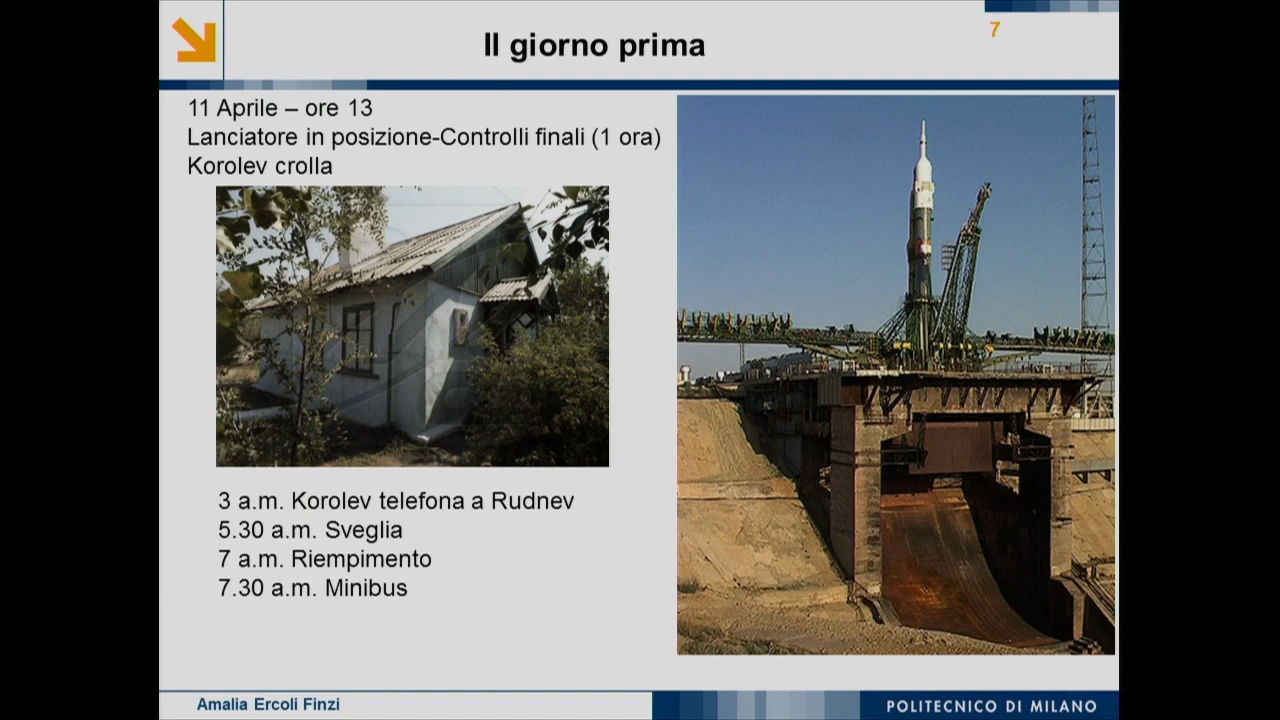 Il giorno prima
7
11 Aprile – ore 13
Lanciatore in posizione-Controlli finali (1 ora)
Korolev crolla
3 a.m. Korolev telefona a Rudnev
5.30 a.m. Sveglia
7 a.m. Riempimento
7.30 a.m. Minibus
Amalia Ercoli Finzi
POLITECNICO DI MILANO